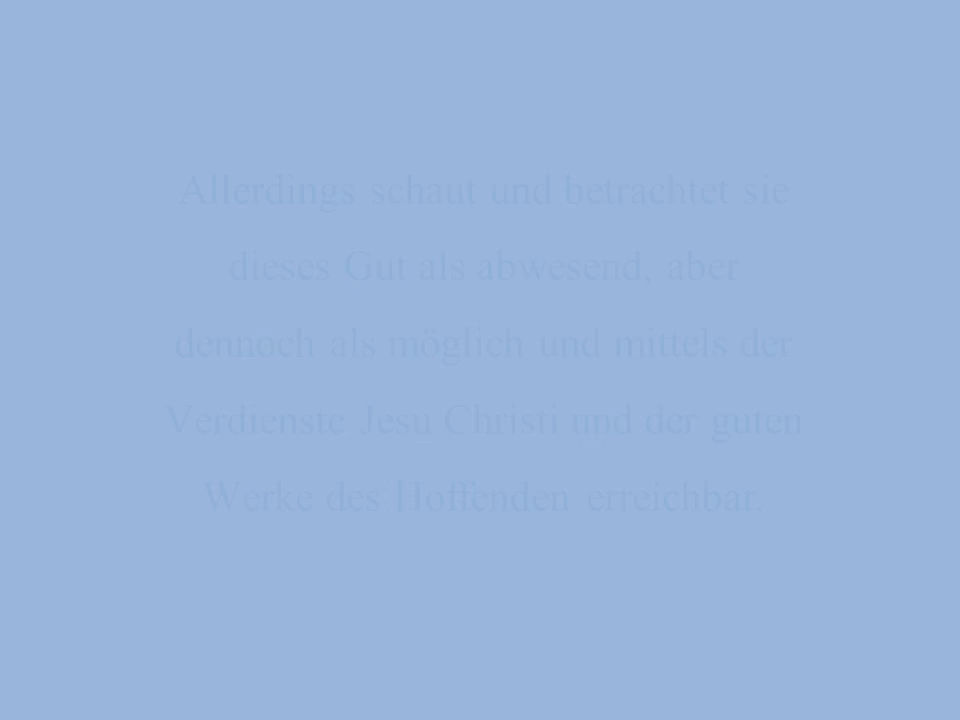 Allerdings schaut und betrachtet sie
dieses Gut als abwesend, aber
dennoch als möglich und mittels der
Verdienste Jesu Christi und der guten
Werke des Hoffenden erreichbar.